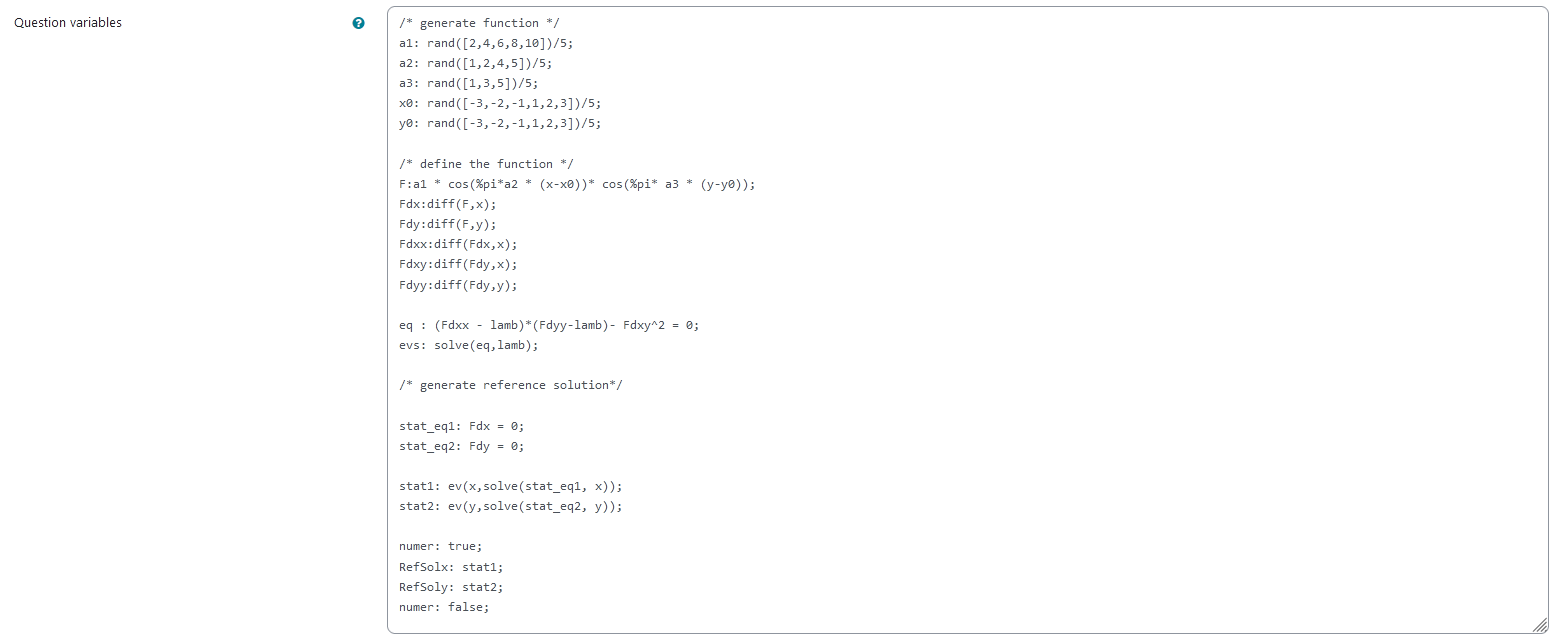 Question variables
/* generate function */
a1: rand([2,4,6,8,10])/5;
a2: rand([1,2,4,5])/5;
a3: rand([1,3,5])/5;
x0: rand([-3,-2,-1,1,2,3])/5;
y0: rand([-3,-2,-1,1,2,3])/5;
/* define the function */
F:a1 * cos(%pi*a2 * (x-x0))* cos(%pi* a3 * (y-y0));
Fdx:diff(F,x);
Fdy:diff(F,y);
Fdxx:diff(Fdx,x);
Fdxy:diff(Fdy,x);
Fdyy:diff(Fdy,y);
eq : (Fdxx - lamb)*(Fdyy-lamb)- Fdxy^2 = 0;
evs: solve(eq,lamb);
/* generate reference solution*/
stat_eq1: Fdx = 0;
stat_eq2: Fdy = 0;
stat1: ev(x,solve(stat_eq1, x));
stat2: ev(y,solve(stat_eq2, y));
numer: true;
RefSolx: stat1;
RefSoly: stat2;
numer: false;